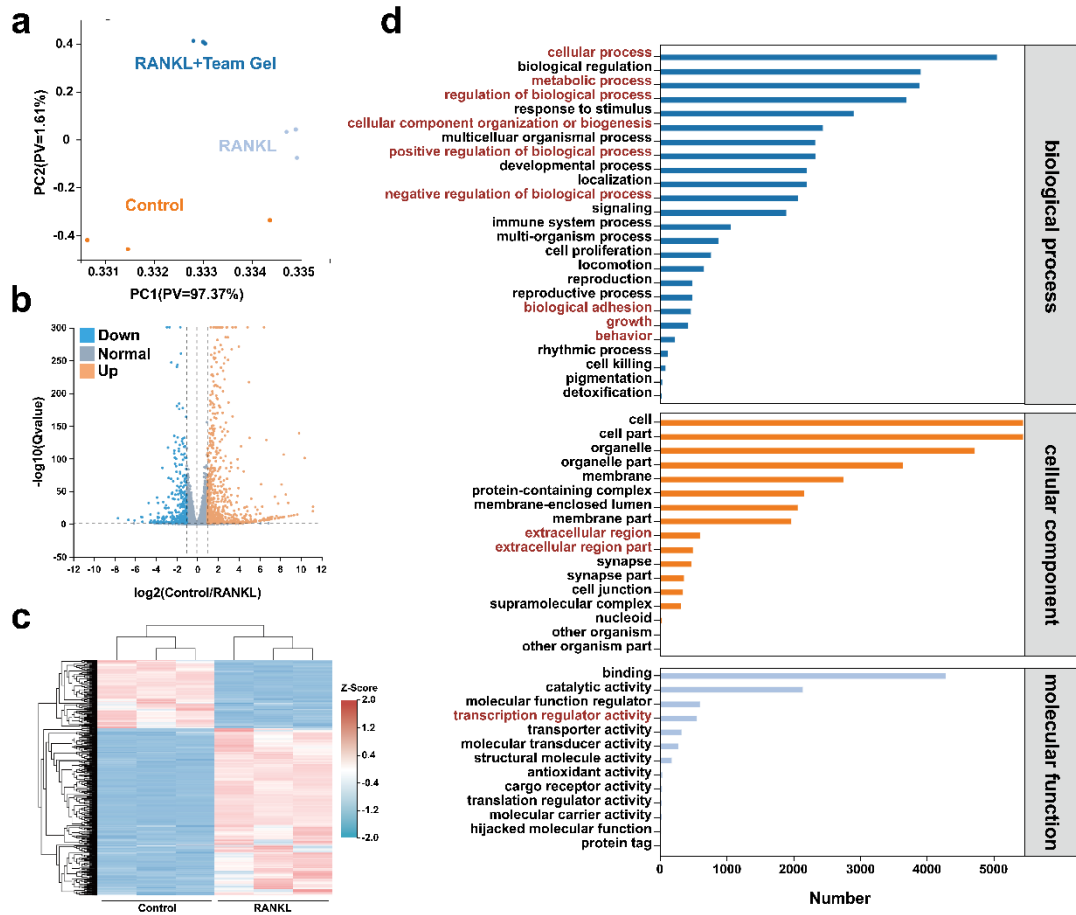 a
0.4
0.2
0
-0.2
-0.4
PC2(PV=1.61%)
RANKL+Team Gel
RANKL
Control
0.331
0.332
0.333
0.334
0.335
PC1(PV=97.37%)
b
Down
Normal
Up
300
250
200
150
100
50
0
-50
-log10(Qvalue)
-12
-10
-8
-6
-4
-2
0
2
4
6
8
10
12
log2(Control/RANKL)
c
Z-Score
2.0
1.2
0.4
-0.4
-1.2
-2.0
Control
RANKL
d
cellular process
biological regulation
metabolic process
regulation of biological process
response to stimulus
cellular component organization or biogenesis
multicelluar organismal process
positive regulation of biological process
developmental process
localization
negative regulation of biological process
signaling
immune system process
multi-organism process
cell proliferation
locomotion
reproduction
reproductive process
biological adhesion
growth
behavior
rhythmic process
cell killing
pigmentation
detoxification
biological process
cell
cell part
organelle
organelle part
membrane
protein-containing complex
membrane-enclosed lumen
membrane part
extracellular region
extracellular region part
synapse
synapse part
cell junction
supramolecular complex
nucleoid
other organism
other organism part
cellular component
binding
catalytic activity
molecular function regulator
transcription regulator activity
transporter activity
molecular transducer activity
structural molecule activity
antioxidant activity
cargo receptor activity
translation regulator activity
molecular carrier activity
hijacked molecular function
protein tag
molecular function
0
1000
2000
3000
4000
5000
Number